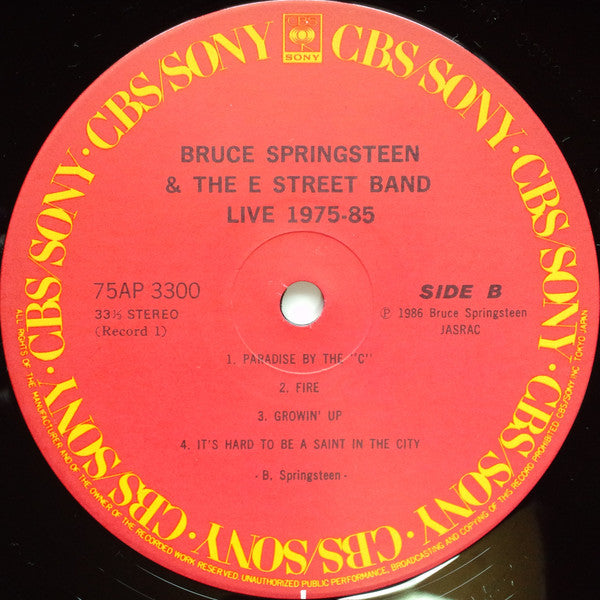 CBS
SONY
CBS/SONY · CBS/SONY · CBS/SONY · CBS/SONY · CBS/SONY · CBS/SONY · CBS/SONY · CBS/SONY
BRUCE SPRINGSTEEN
& THE E STREET BAND
LIVE 1975-85
75AP 3300
33⅓ STEREO
(Record 1)
SIDE B
℗ 1986 Bruce Springsteen
JASRAC
1. PARADISE BY THE "C"
2. FIRE
3. GROWIN' UP
4. IT'S HARD TO BE A SAINT IN THE CITY
- B. Springsteen -
ALL RIGHTS OF THE MANUFACTURER AND OF THE OWNER OF THE RECORDED WORK RESERVED. UNAUTHORIZED PUBLIC PERFORMANCE, BROADCASTING AND COPYING OF THIS RECORD PROHIBITED CBS/SONY INC TOKYO JAPAN